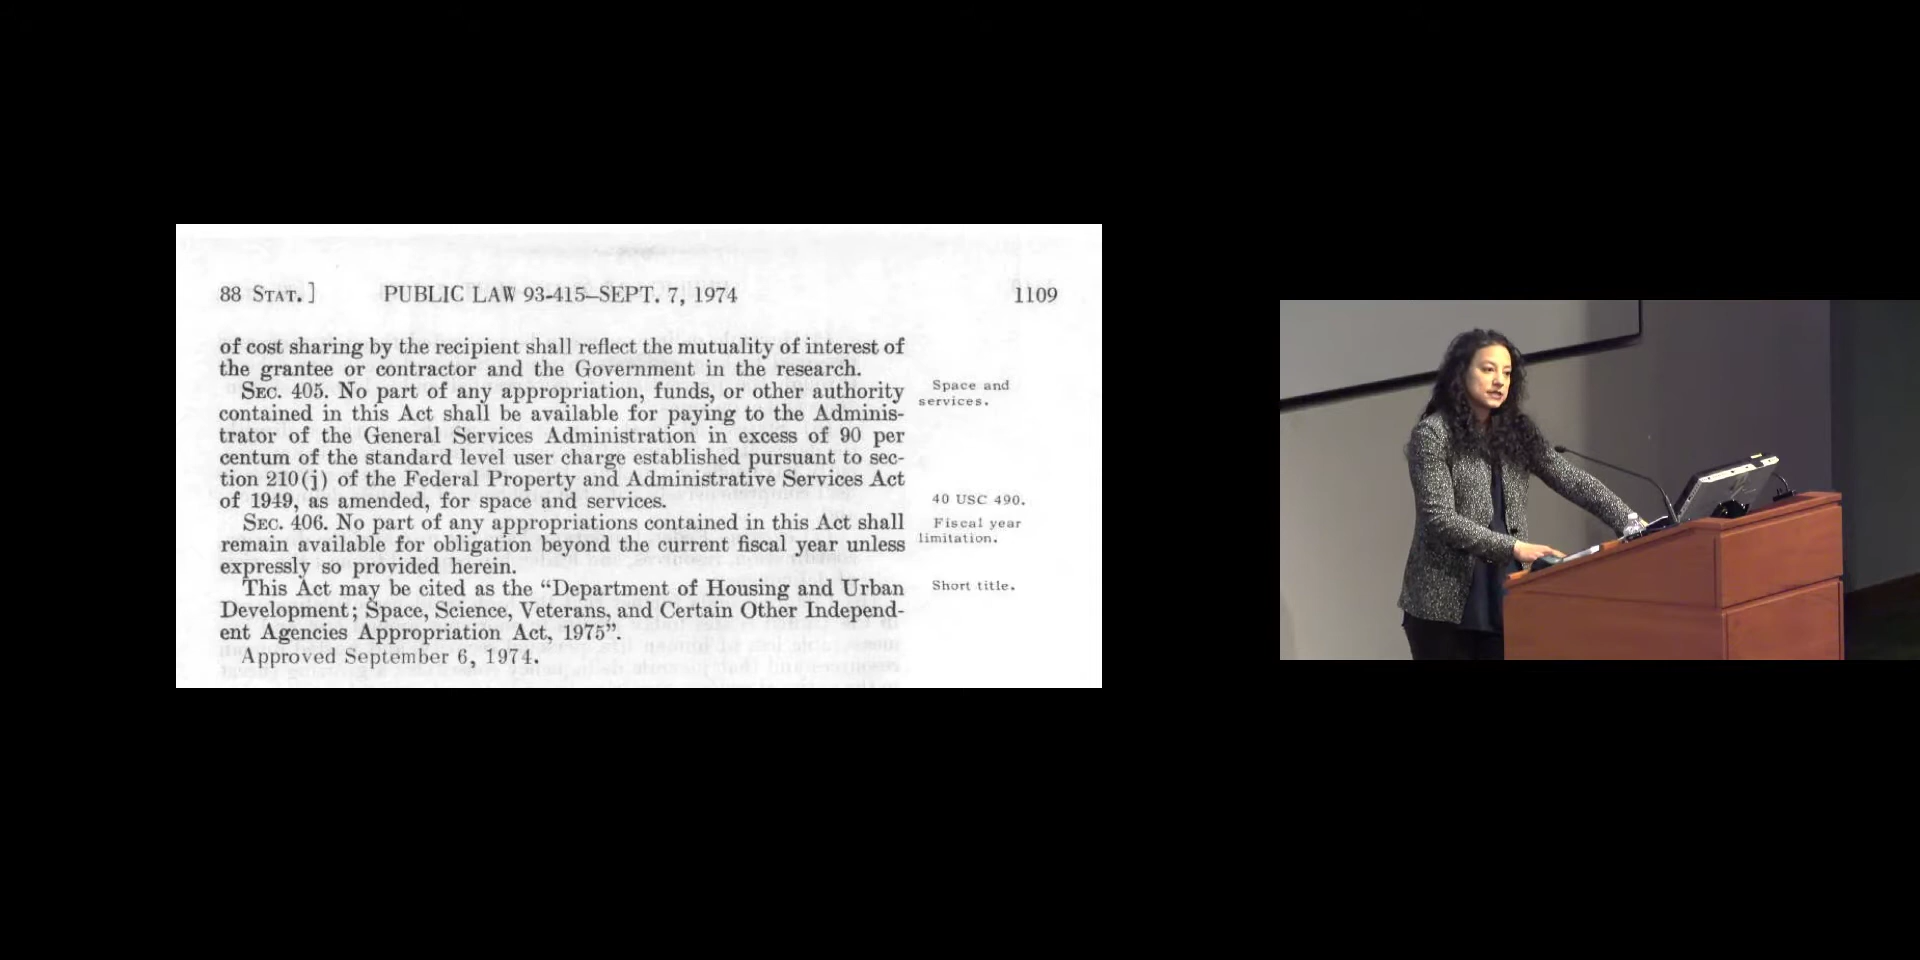 88 STAT. ] PUBLIC LAW 93-415-SEPT. 7, 1974 1109
of cost sharing by the recipient shall reflect the mutuality of interest of
the grantee or contractor and the Government in the research.
SEC. 405. No part of any appropriation, funds, or other authority
contained in this Act shall be available for paying to the Adminis-
trator of the General Services Administration in excess of 90 per
centum of the standard level user charge established pursuant to sec-
tion 210(j) of the Federal Property and Administrative Services Act
of 1949, as amended, for space and services.
SEC. 406. No part of any appropriations contained in this Act shall
remain available for obligation beyond the current fiscal year unless
expressly so provided herein.
This Act may be cited as the “Department of Housing and Urban
Development; Space, Science, Veterans, and Certain Other Independ-
ent Agencies Appropriation Act, 1975”.
Approved September 6, 1974.
Space and
services.
40 USC 490.
Fiscal year
limitation.
Short title.